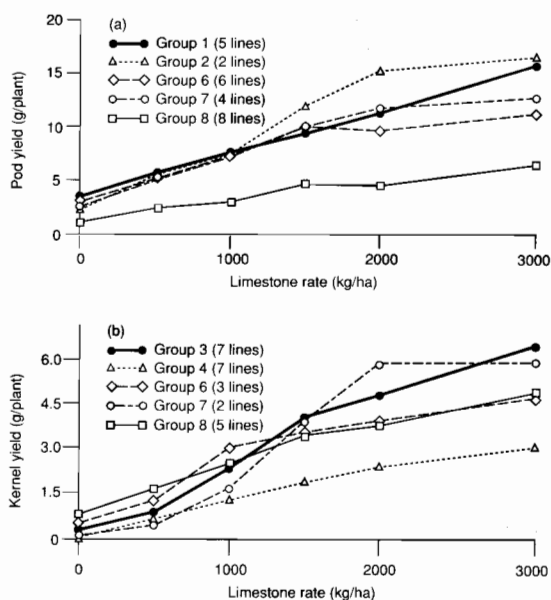 (a)
Group 1 (5 lines)
Group 2 (2 lines)
Group 6 (6 lines)
Group 7 (4 lines)
Group 8 (8 lines)
Pod yield (g/plant)
20
15
10
5
0
0 1000 2000 3000
Limestone rate (kg/ha)
(b)
Group 3 (7 lines)
Group 4 (7 lines)
Group 6 (3 lines)
Group 7 (2 lines)
Group 8 (5 lines)
Kernel yield (g/plant)
6.0
4.5
3.0
1.5
0
0 1000 2000 3000
Limestone rate (kg/ha)